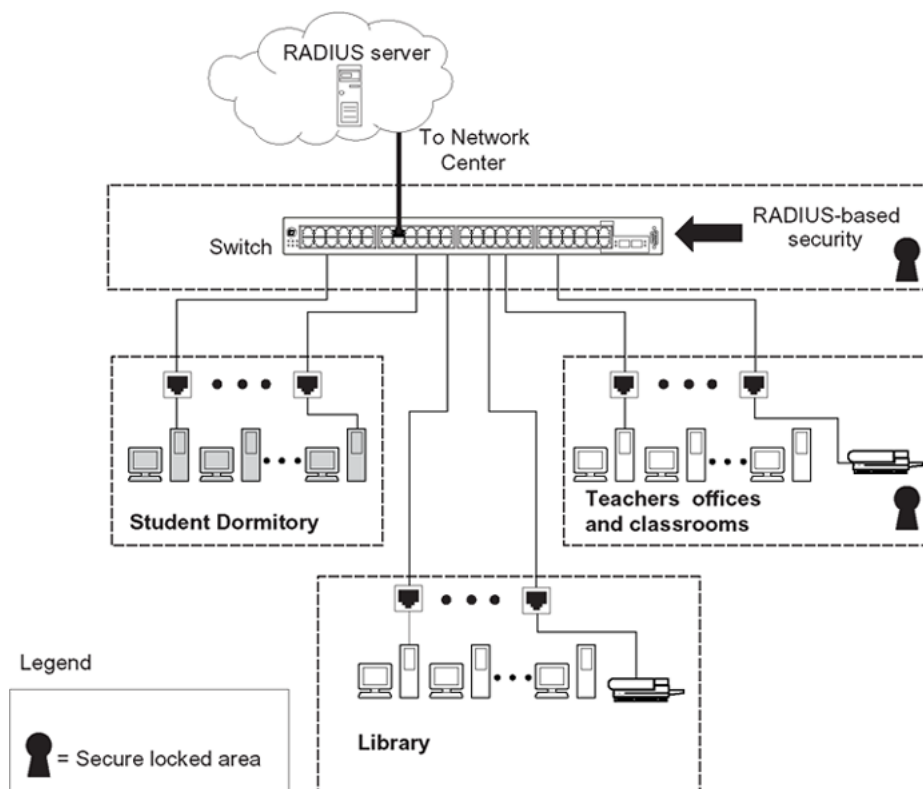 RADIUS server
To Network
Center
RADIUS-based
security
Switch
Student Dormitory
Teachers offices
and classrooms
Library
Legend
= Secure locked area